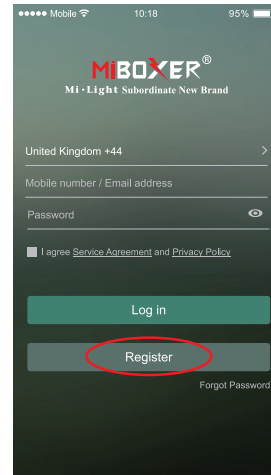 Mobile 10:18 95%
MiBOXER®
Mi·Light Subordinate New Brand
United Kingdom +44
Mobile number / Email address
Password
I agree Service Agreement and Privacy Policy
Log in
Register
Forgot Password